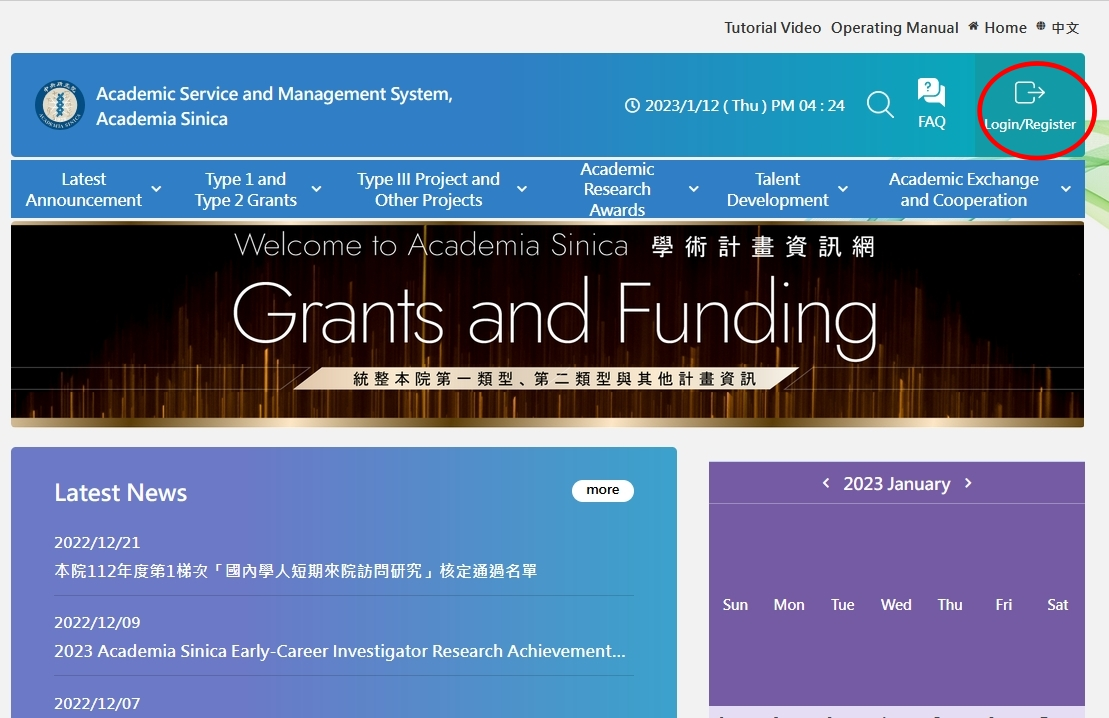 Tutorial Video Operating Manual Home 中文
Academic Service and Management System,
Academia Sinica
2023/1/12 ( Thu ) PM 04 : 24
FAQ
Login/Register
Latest
Announcement
Type 1 and
Type 2 Grants
Type III Project and
Other Projects
Academic
Research
Awards
Talent
Development
Academic Exchange
and Cooperation
Welcome to Academia Sinica 學術計畫資訊網
Grants and Funding
統整本院第一類型、第二類型與其他計畫資訊
Latest News
more
2022/12/21
本院112年度第1梯次「國內學人短期來院訪問研究」核定通過名單
2022/12/09
2023 Academia Sinica Early-Career Investigator Research Achievement...
2022/12/07
2023 January
Sun Mon Tue Wed Thu Fri Sat